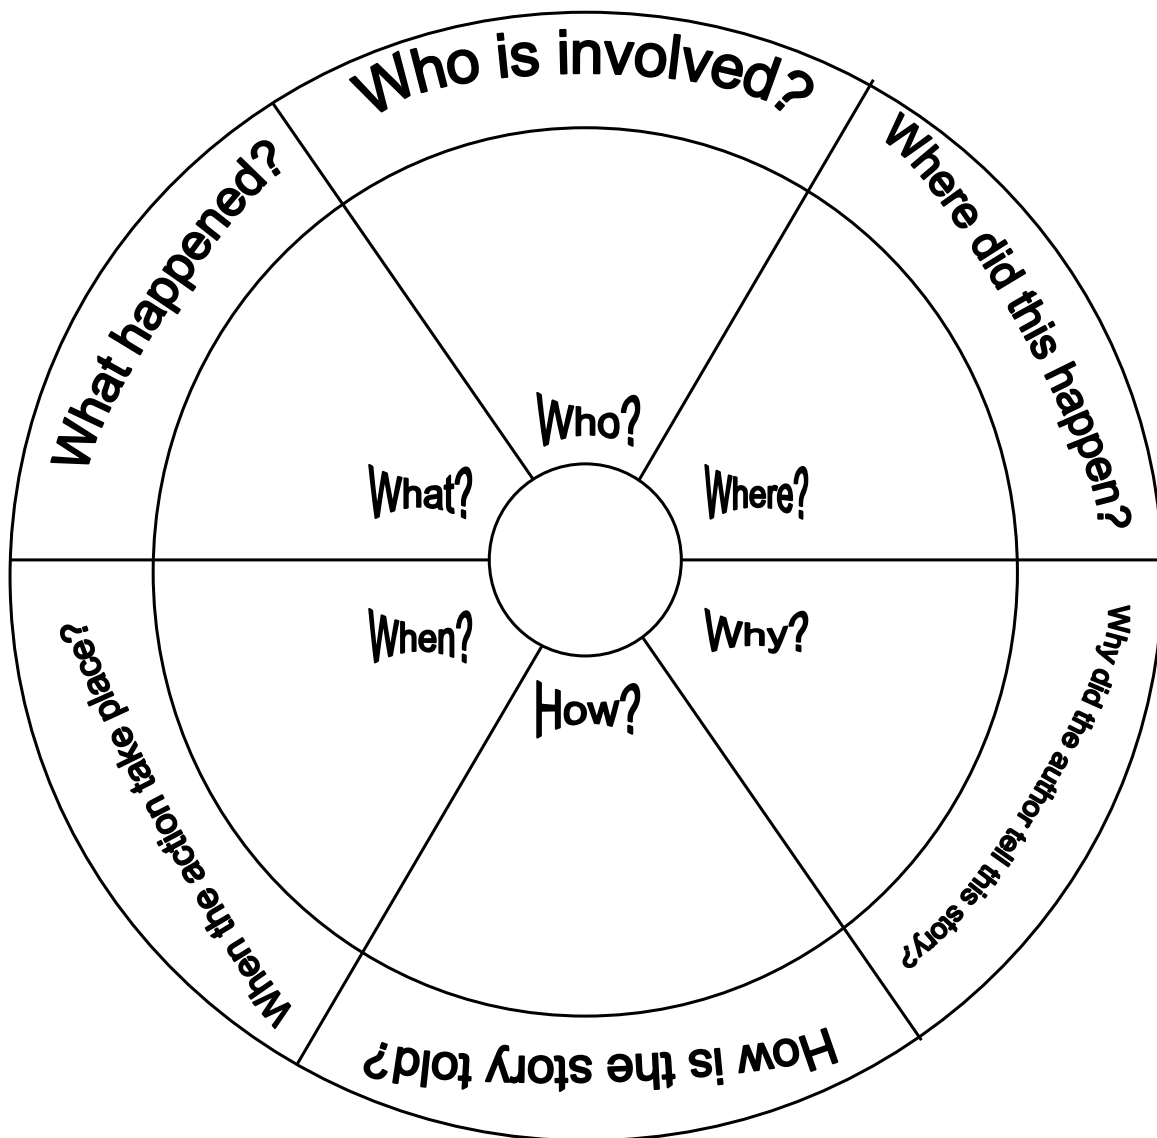 Who is involved?
Where did this happen?
Why did the author tell this story?
How is the story told?
When the action take place?
What happened?
Who?
Where?
Why?
How?
When?
What?